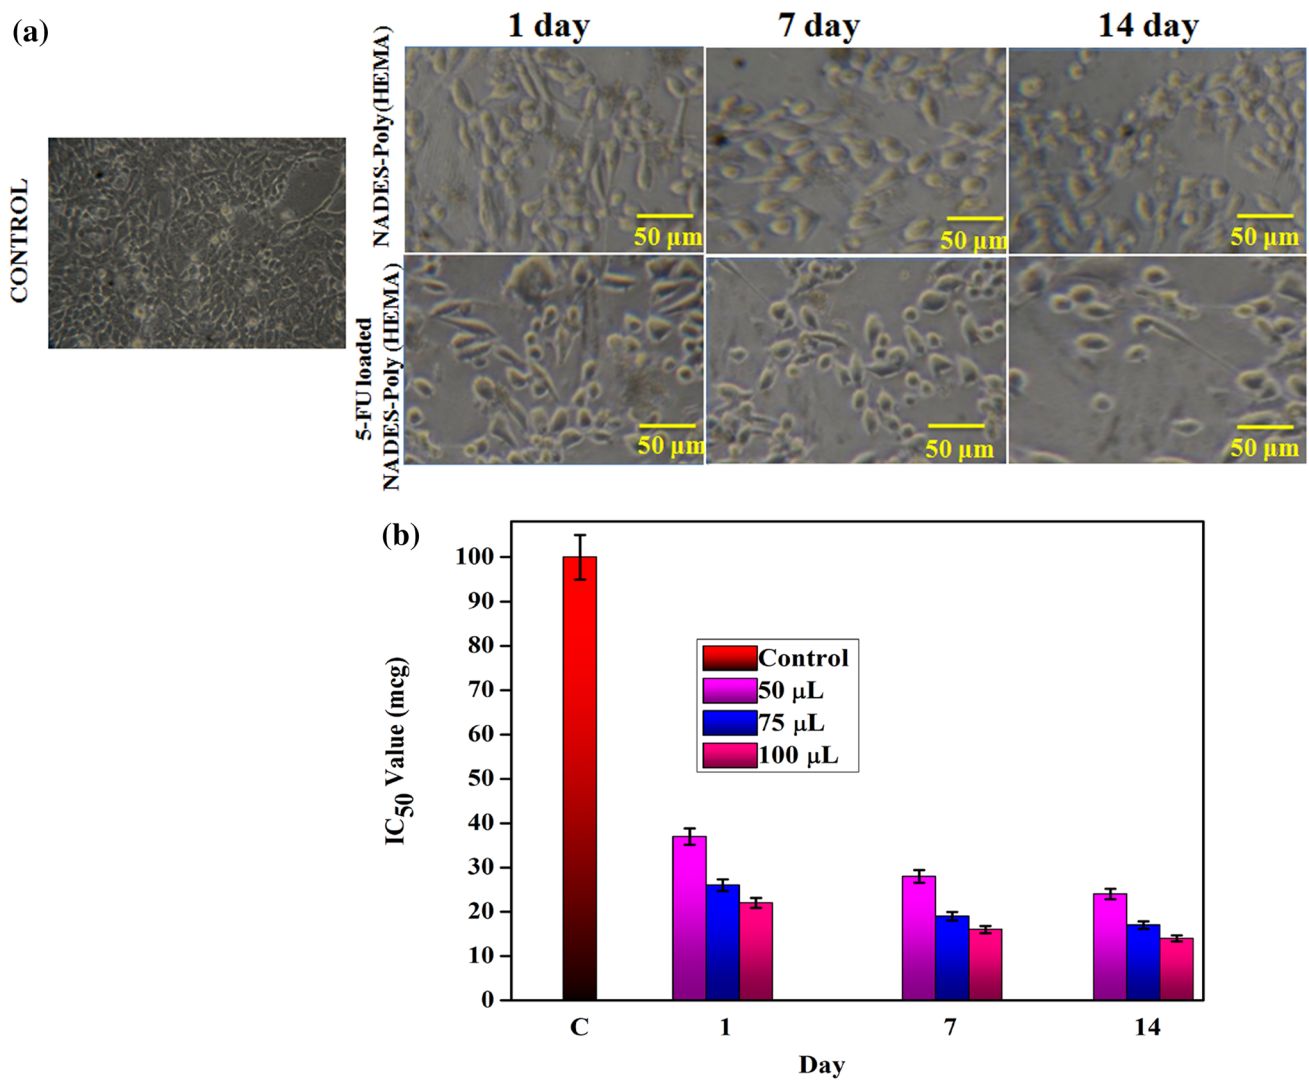 (a)
1 day
7 day
14 day
CONTROL
NADES-Poly(HEMA)
50 μm
50 μm
50 μm
5-FU loaded
NADES-Poly (HEMA)
50 μm
50 μm
50 μm
(b)
IC50 Value (mcg)
100
90
80
70
60
50
40
30
20
10
0
Control
50 μL
75 μL
100 μL
C
1
7
14
Day